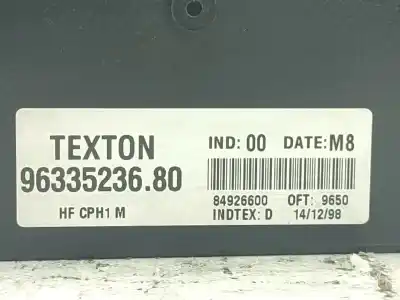 TEXTON IND: 00 DATE: M8
96335236.80
84926600 OFT: 9650
HF CPH1 M INDTEX: D 14/12/98